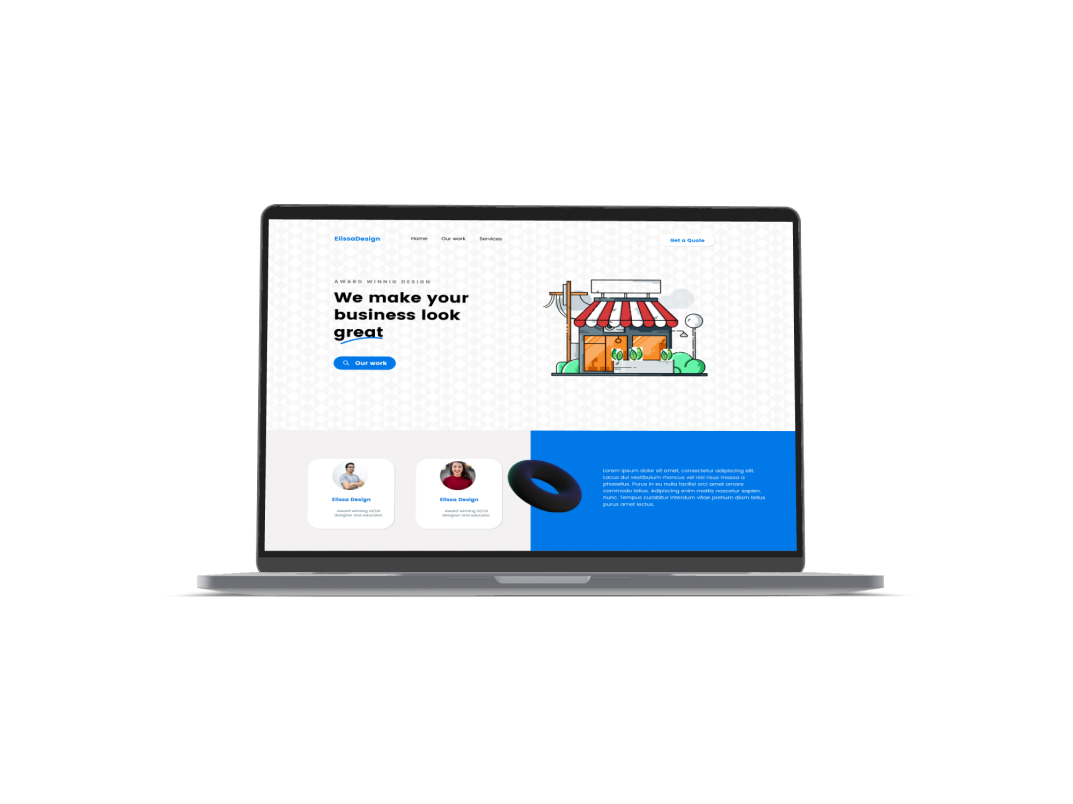 ElissaDesign
Home Our work Services
Get a Quote
AWARD WINNIG DESIGN
We make your
business look
great
Our work
Elissa Design
Award winning UI/UX
designer and educator
Elissa Design
Award winning UI/UX
designer and educator
Lorem ipsum dolor sit amet, consectetur adipiscing elit.
Lacus dui vestibulum rhoncus vel nisl risus massa a
phasellus. Purus in eu nulla facilisi orci amet ornare
commodo tellus. Adipiscing enim mattis nascetur sapien,
nunc. Tempus curabitur interdum vitae pretium diam tellus
purus amet lectus.